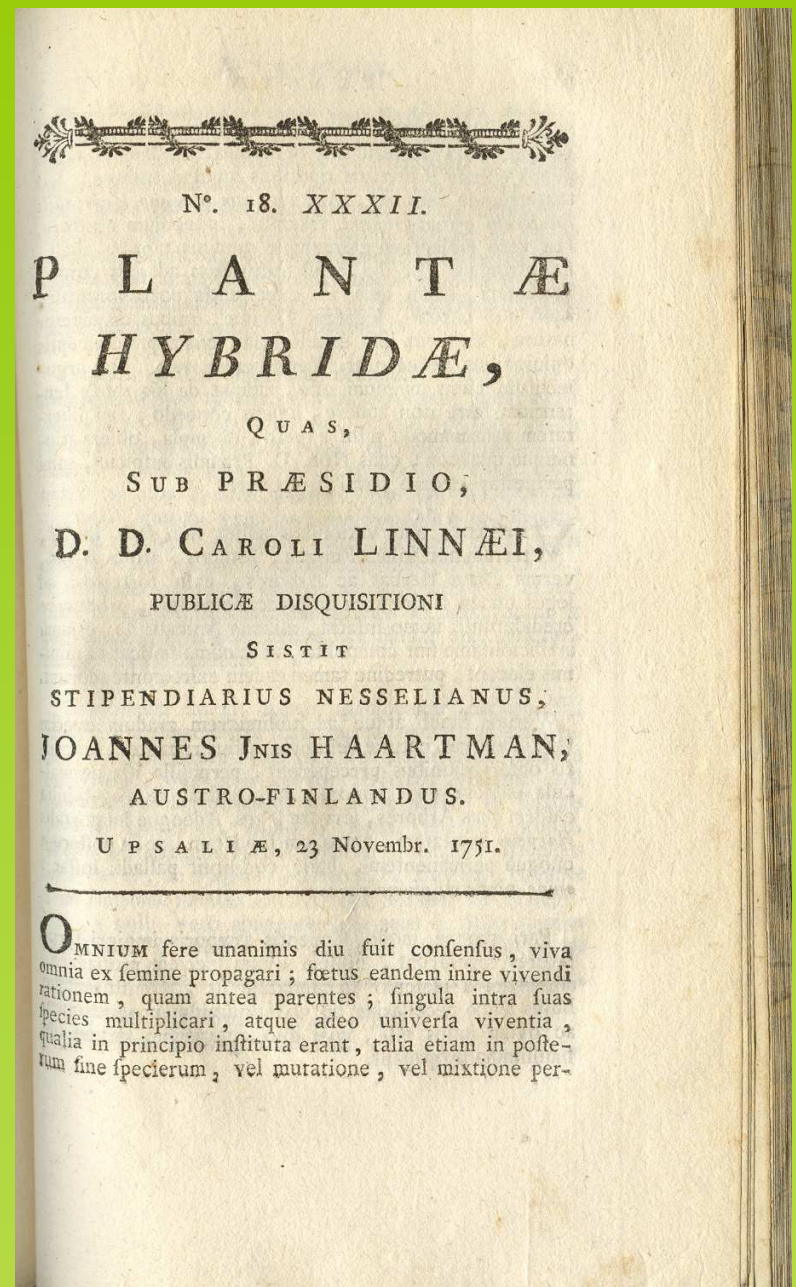 Nº. 18. XXXII.
PLANTÆ
HYBRIDÆ,
QUAS,
SUB PRÆSIDIO,
D. D. CAROLI LINNÆI,
PUBLICÆ DISQUISITIONI
SISTIT
STIPENDIARIUS NESSELIANUS,
JOANNES JNIS HAARTMAN,
AUSTRO-FINLANDUS.
UPSALIÆ, 23 Novembr. 1751.
OMNIUM fere unanimis diu fuit conſenſus, viva
omnia ex ſemine propagari; fœtus eandem inire vivendi
rationem, quam antea parentes; ſingula intra ſuas
ſpecies multiplicari, atque adeo univerſa viventia,
qualia in principio inſtituta erant, talia etiam in poſte-
rum ſine ſpecierum, vel mutatione, vel mixtione per-